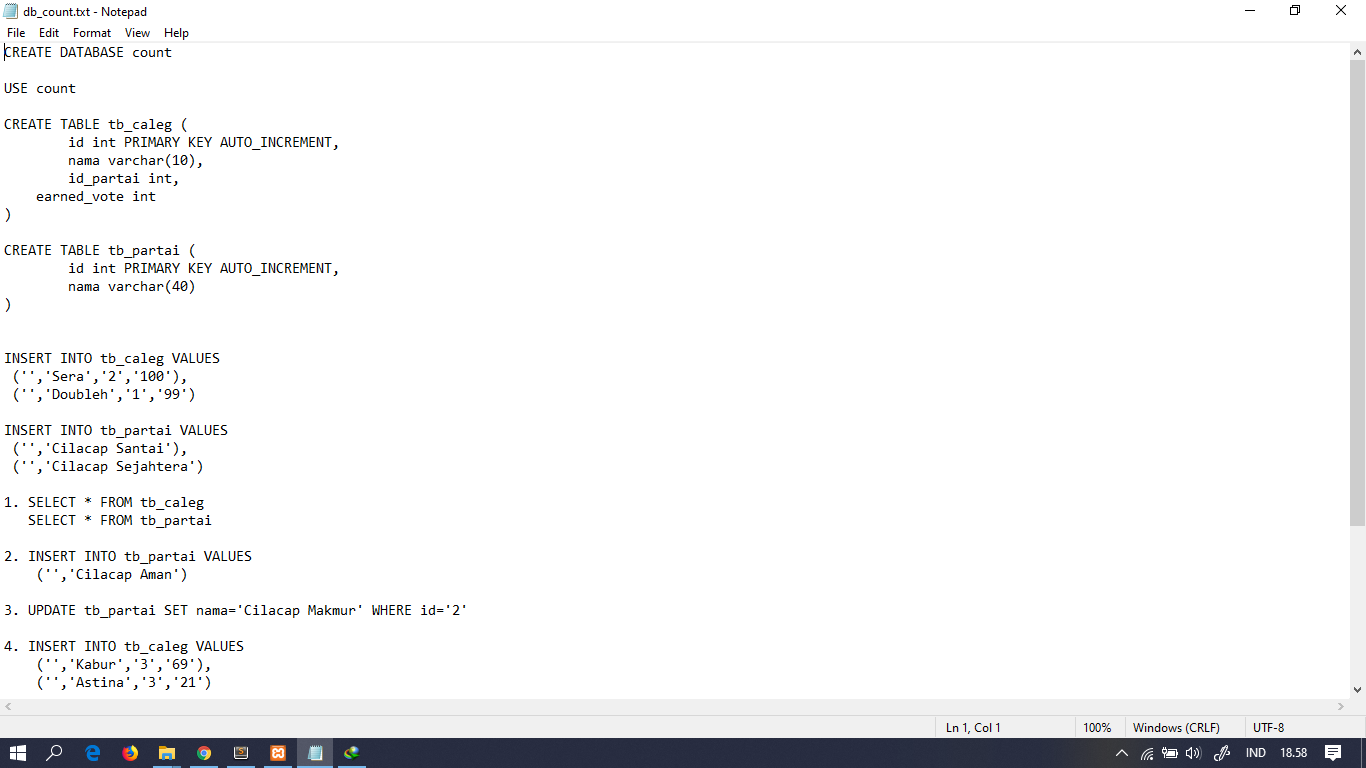 db_count.txt - Notepad
File Edit Format View Help
CREATE DATABASE count
USE count
CREATE TABLE tb_caleg (
id int PRIMARY KEY AUTO_INCREMENT,
nama varchar(10),
id_partai int,
earned_vote int
)
CREATE TABLE tb_partai (
id int PRIMARY KEY AUTO_INCREMENT,
nama varchar(40)
)
INSERT INTO tb_caleg VALUES
('','Sera','2','100'),
('','Doubleh','1','99')
INSERT INTO tb_partai VALUES
('','Cilacap Santai'),
('','Cilacap Sejahtera')
1. SELECT * FROM tb_caleg
SELECT * FROM tb_partai
2. INSERT INTO tb_partai VALUES
('','Cilacap Aman')
3. UPDATE tb_partai SET nama='Cilacap Makmur' WHERE id='2'
4. INSERT INTO tb_caleg VALUES
('','Kabur','3','69'),
('','Astina','3','21')
Ln 1, Col 1 100% Windows (CRLF) UTF-8
IND 18.58